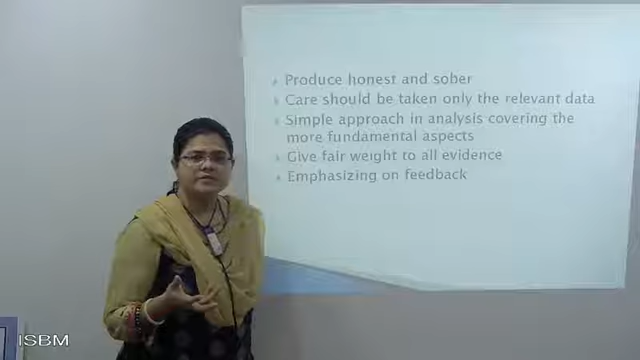 Produce honest and sober
Care should be taken only the relevant data
Simple approach in analysis covering the
more fundamental aspects
Give fair weight to all evidence
Emphasizing on feedback
ISBM